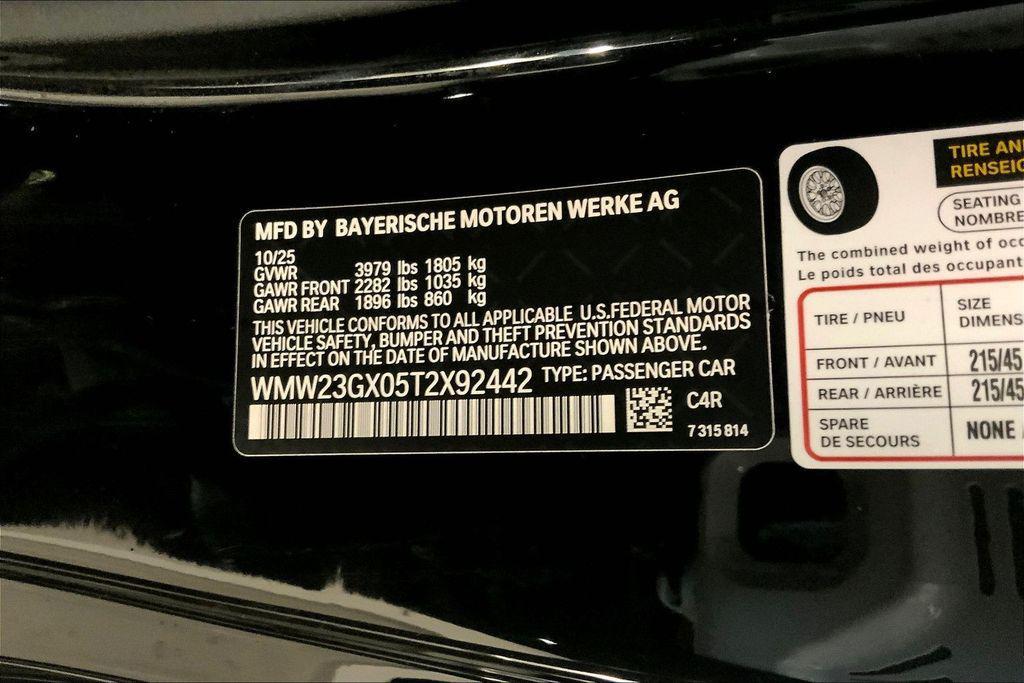 MFD BY BAYERISCHE MOTOREN WERKE AG
10/25
GVWR 3979 lbs 1805 kg
GAWR FRONT 2282 lbs 1035 kg
GAWR REAR 1896 lbs 860 kg
THIS VEHICLE CONFORMS TO ALL APPLICABLE U.S.FEDERAL MOTOR
VEHICLE SAFETY, BUMPER AND THEFT PREVENTION STANDARDS
IN EFFECT ON THE DATE OF MANUFACTURE SHOWN ABOVE.
WMW23GX05T2X92442 TYPE: PASSENGER CAR
C4R
7 315 814
TIRE AN
RENSEIG
SEATING
NOMBRE
The combined weight of occ
Le poids total des occupant
TIRE / PNEU
SIZE
DIMENS
FRONT / AVANT 215/45
REAR / ARRIÈRE 215/45
SPARE
DE SECOURS
NONE